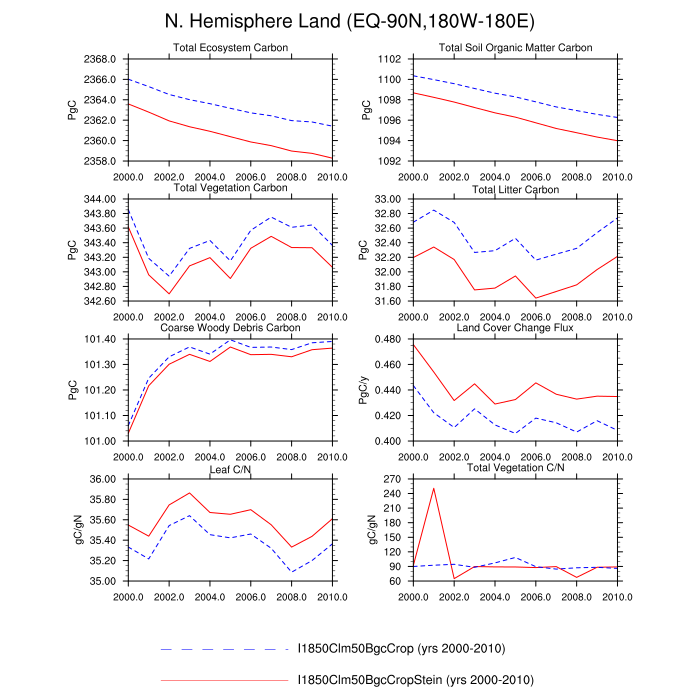 N. Hemisphere Land (EQ-90N,180W-180E)
Total Ecosystem Carbon
PgC
2368.0
2366.0
2364.0
2362.0
2360.0
2358.0
2000.0 2002.0 2004.0 2006.0 2008.0 2010.0
Total Soil Organic Matter Carbon
PgC
1102
1100
1098
1096
1094
1092
2000.0 2002.0 2004.0 2006.0 2008.0 2010.0
Total Vegetation Carbon
PgC
344.00
343.80
343.60
343.40
343.20
343.00
342.80
342.60
2000.0 2002.0 2004.0 2006.0 2008.0 2010.0
Total Litter Carbon
PgC
33.00
32.80
32.60
32.40
32.20
32.00
31.80
31.60
2000.0 2002.0 2004.0 2006.0 2008.0 2010.0
Coarse Woody Debris Carbon
PgC
101.40
101.30
101.20
101.10
101.00
2000.0 2002.0 2004.0 2006.0 2008.0 2010.0
Land Cover Change Flux
PgC/y
0.480
0.460
0.440
0.420
0.400
2000.0 2002.0 2004.0 2006.0 2008.0 2010.0
Leaf C/N
gC/gN
36.00
35.80
35.60
35.40
35.20
35.00
2000.0 2002.0 2004.0 2006.0 2008.0 2010.0
Total Vegetation C/N
gC/gN
270
240
210
180
150
120
90
60
2000.0 2002.0 2004.0 2006.0 2008.0 2010.0
I1850Clm50BgcCrop (yrs 2000-2010)
I1850Clm50BgcCropStein (yrs 2000-2010)